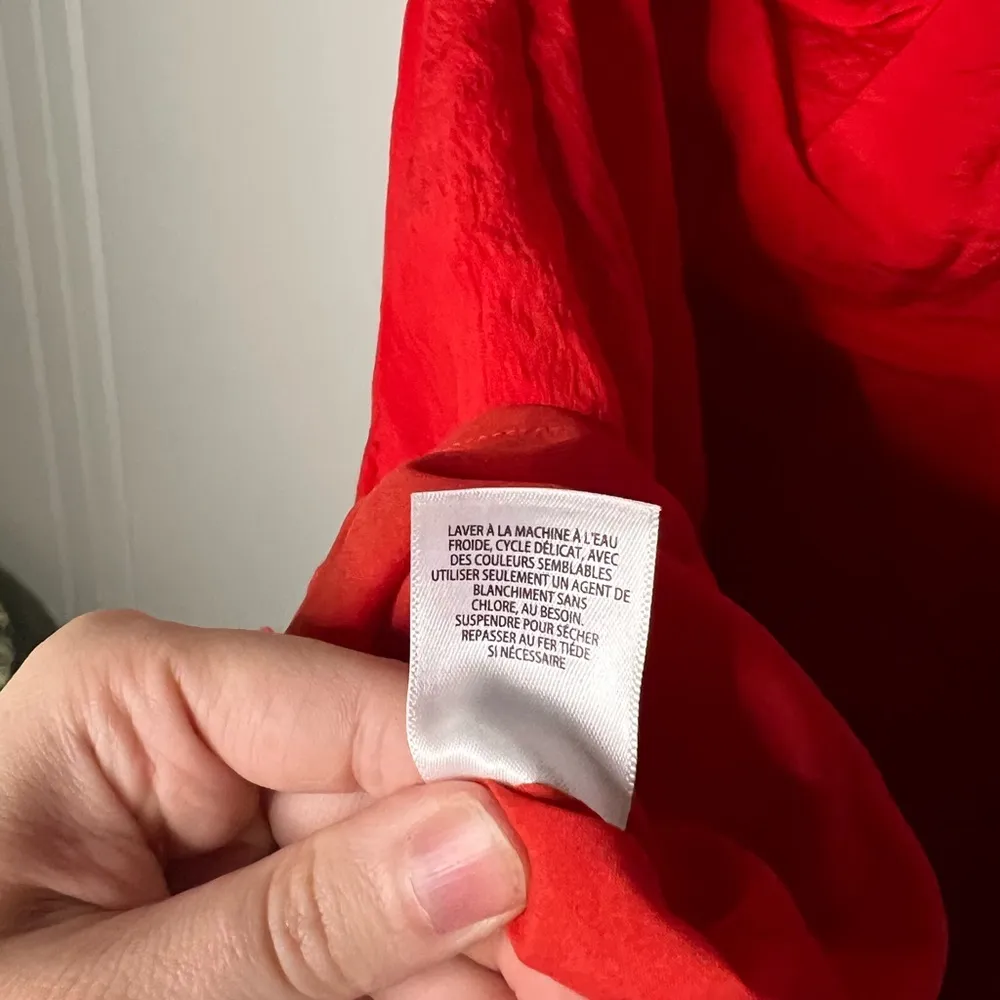 LAVER À LA MACHINE À L'EAU
FROIDE, CYCLE DÉLICAT, AVEC
DES COULEURS SEMBLABLES
UTILISER SEULEMENT UN AGENT DE
BLANCHIMENT SANS
CHLORE, AU BESOIN.
SUSPENDRE POUR SÉCHER
REPASSER AU FER TIÉDE
SI NÉCESSAIRE